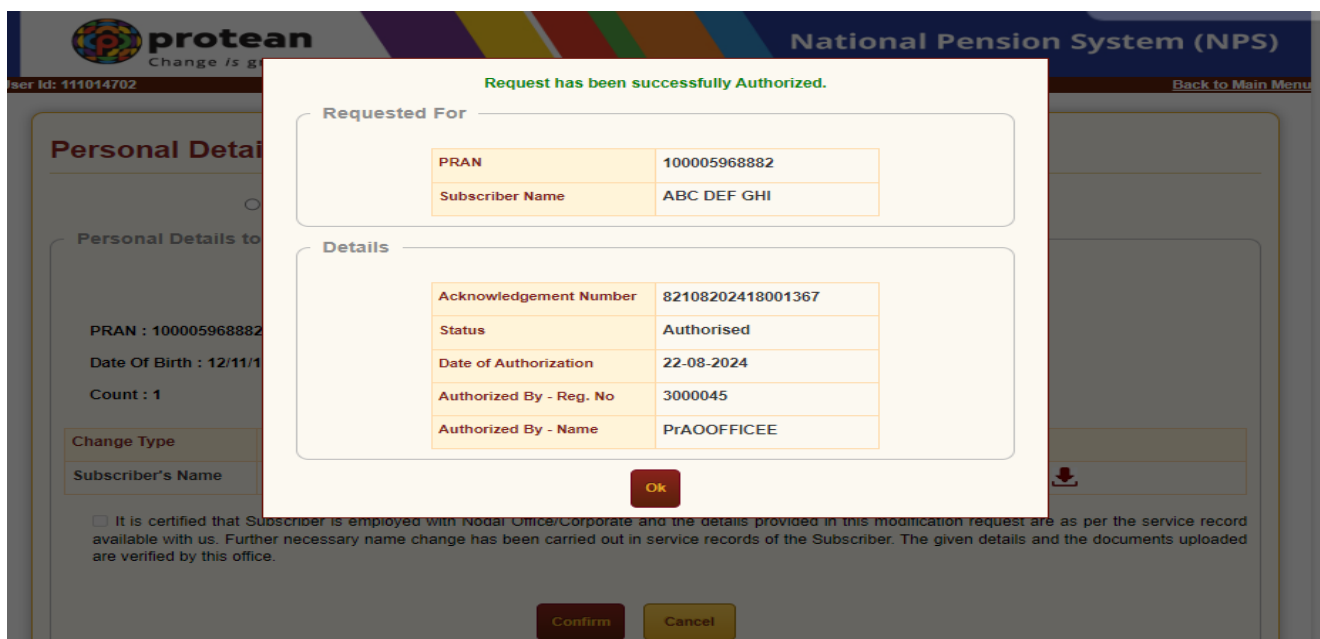 protean
Change is g
National Pension System (NPS)
User Id: 111014702
Back to Main Menu
Request has been successfully Authorized.
Requested For
PRAN 100005968882
Subscriber Name ABC DEF GHI
Details
Acknowledgement Number 82108202418001367
Status Authorised
Date of Authorization 22-08-2024
Authorized By - Reg. No 3000045
Authorized By - Name PrAOOFFICEE
Ok
Personal Detai
Personal Details to
PRAN : 100005968882
Date Of Birth : 12/11/1
Count : 1
Change Type
Subscriber's Name
It is certified that Subscriber is employed with Nodal Office/Corporate and the details provided in this modification request are as per the service record
available with us. Further necessary name change has been carried out in service records of the Subscriber. The given details and the documents uploaded
are verified by this office.
Confirm Cancel